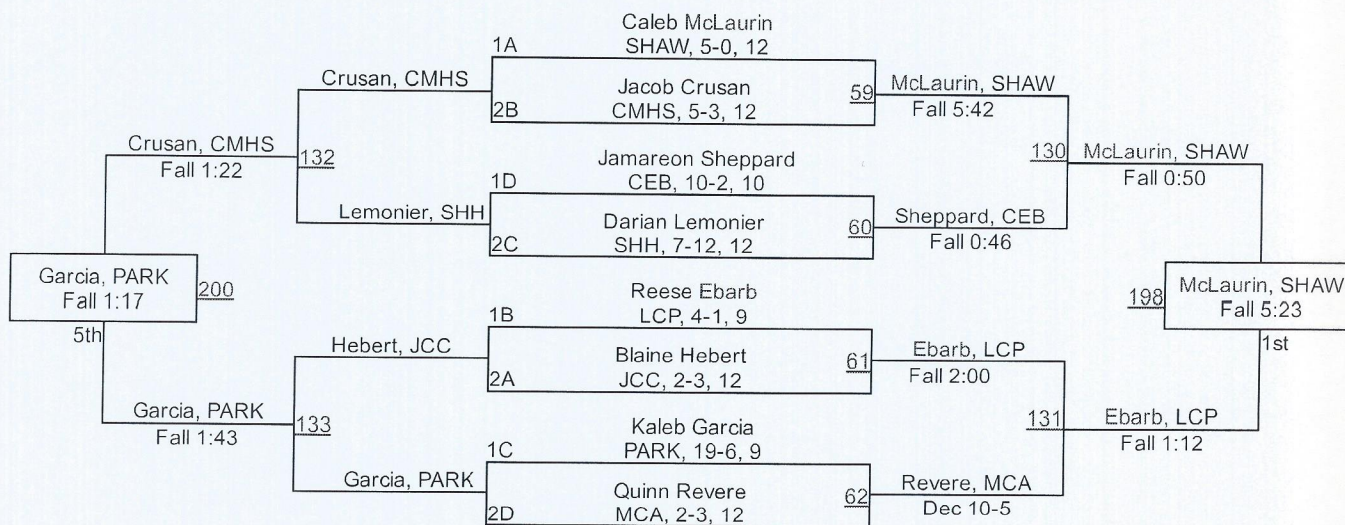 Caleb McLaurin
1A
SHAW, 5-0, 12
Crusan, CMHS
Jacob Crusan
59
McLaurin, SHAW
2B
CMHS, 5-3, 12
Fall 5:42
Crusan, CMHS
132
Fall 1:22
Jamareon Sheppard
130
McLaurin, SHAW
1D
CEB, 10-2, 10
Fall 0:50
Lemonier, SHH
Darian Lemonier
60
Sheppard, CEB
2C
SHH, 7-12, 12
Fall 0:46
Garcia, PARK
Fall 1:17
200
5th
Reese Ebarb
198
McLaurin, SHAW
Fall 5:23
1st
1B
LCP, 4-1, 9
Hebert, JCC
Blaine Hebert
61
Ebarb, LCP
2A
JCC, 2-3, 12
Fall 2:00
Garcia, PARK
133
Fall 1:43
Kaleb Garcia
131
Ebarb, LCP
1C
PARK, 19-6, 9
Fall 1:12
Garcia, PARK
Quinn Revere
62
Revere, MCA
2D
MCA, 2-3, 12
Dec 10-5